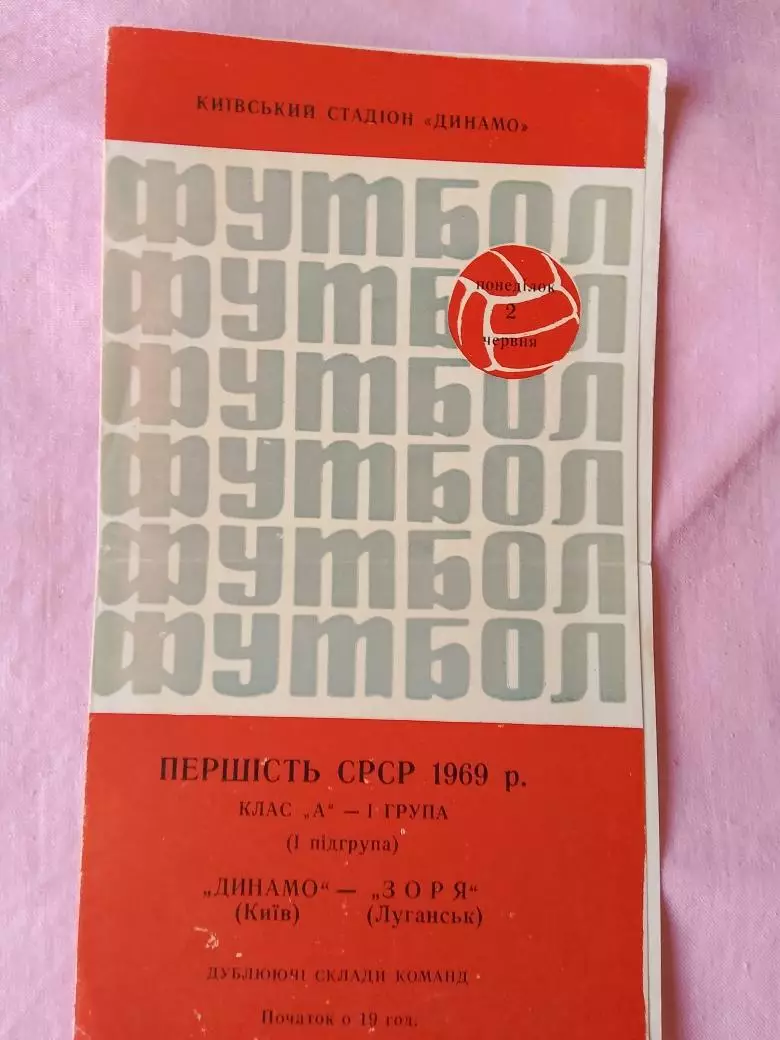 КИЇВСЬКИЙ СТАДІОН «ДИНАМО»
ФУТБОЛ
ФУТБОЛ
понеділок
2
червня
ФУТБОЛ
ФУТБОЛ
ФУТБОЛ
ФУТБОЛ
ПЕРШІСТЬ СРСР 1969 р.
КЛАС „А“ — І ГРУПА
(І підгрупа)
„ДИНАМО“ — „ЗОРЯ“
(Київ) (Луганськ)
ДУБЛЮЮЧІ СКЛАДИ КОМАНД
Початок о 19 год.